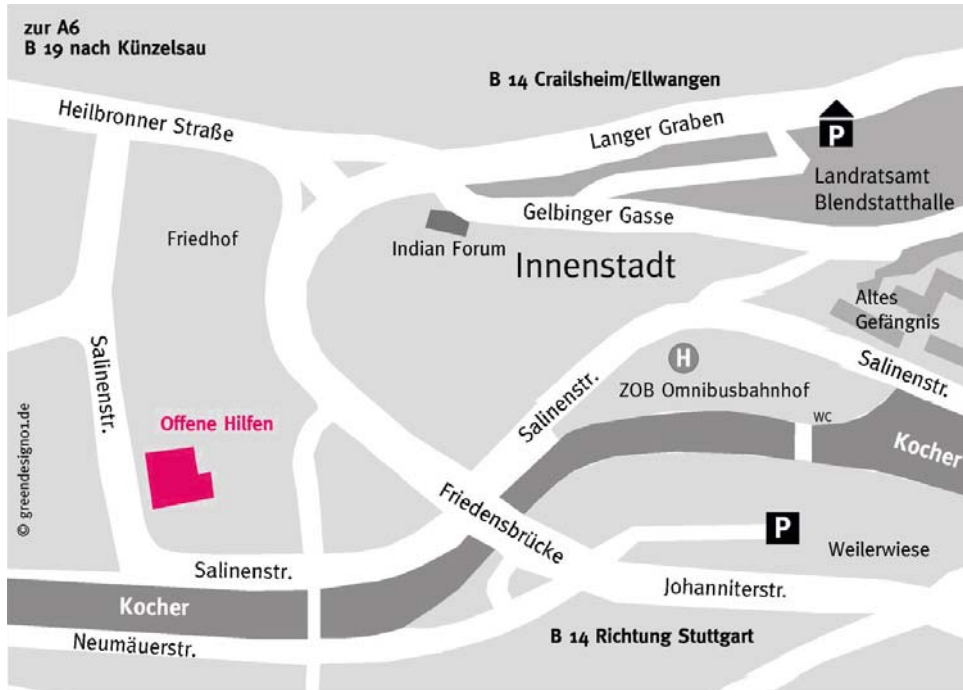 zur A6
B 19 nach Künzelsau
B 14 Crailsheim/Ellwangen
Heilbronner Straße
Langer Graben
P
Landratsamt
Blendstatthalle
Gelbinger Gasse
Friedhof
Indian Forum
Innenstadt
Altes
Gefängnis
Salinenstr.
H
ZOB Omnibusbahnhof
Salinenstr.
Salinenstr.
WC
Offene Hilfen
Kocher
© greendesign01.de
Friedensbrücke
P
Weilerwiese
Salinenstr.
Johanniterstr.
Kocher
Neumäuerstr.
B 14 Richtung Stuttgart